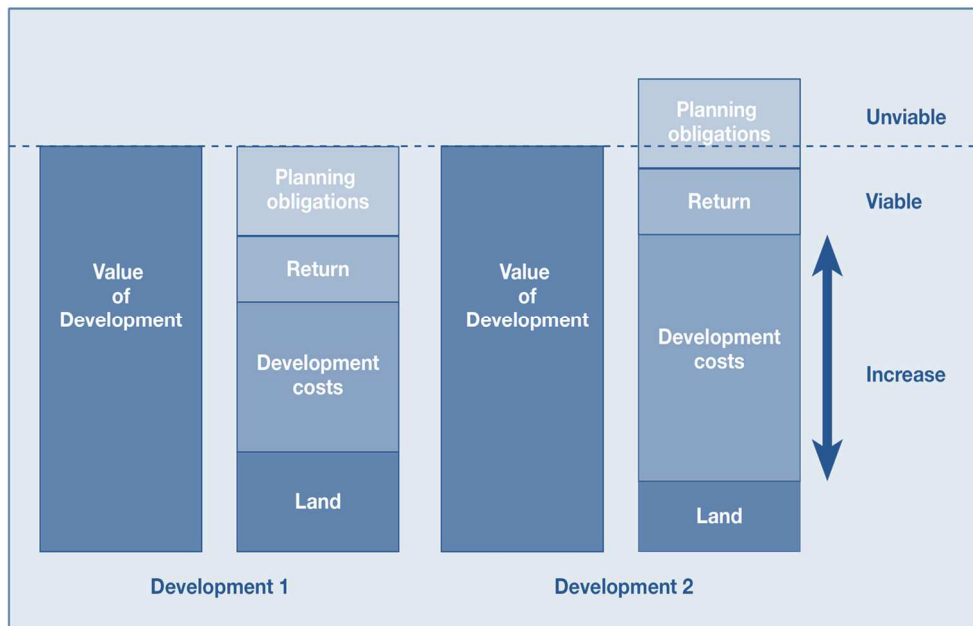 Value
of
Development
Planning
obligations
Return
Development
costs
Land
Development 1
Value
of
Development
Planning
obligations
Return
Development
costs
Land
Development 2
Unviable
Viable
Increase